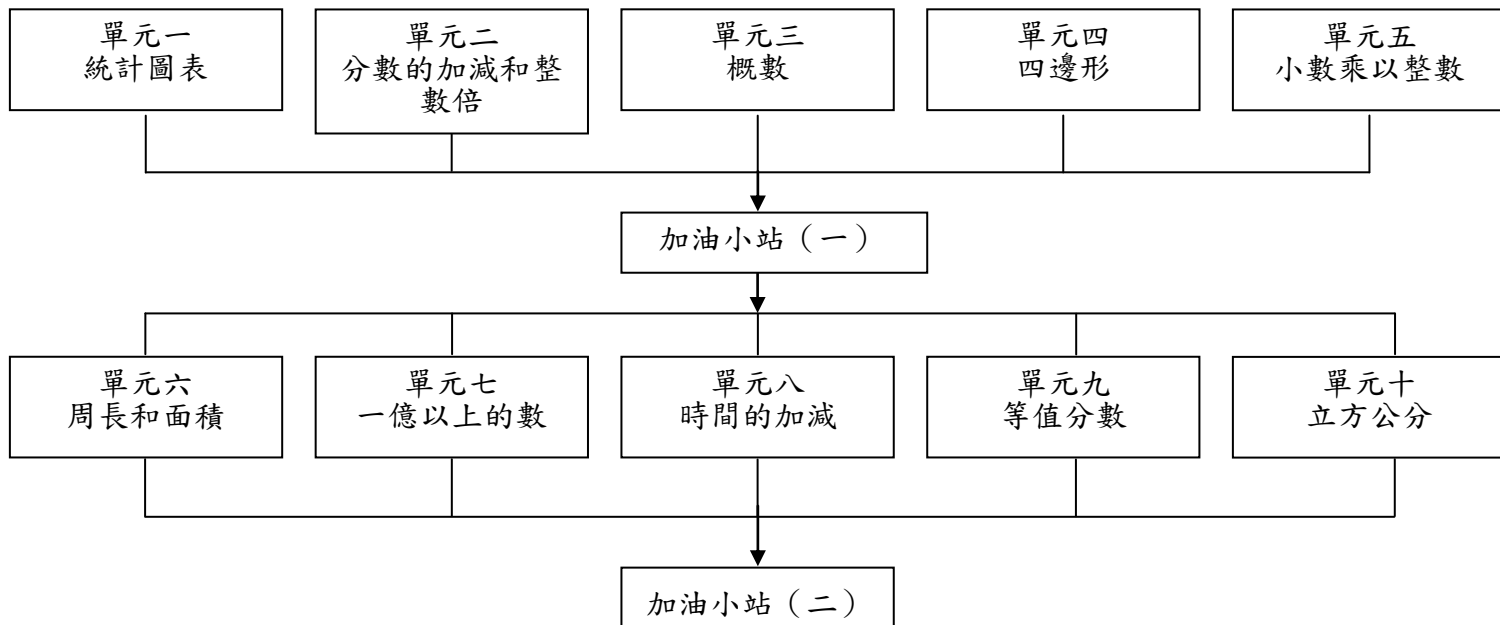 單元一
統計圖表
單元二
分數的加減和整
數倍
單元三
概數
單元四
四邊形
單元五
小數乘以整數
加油小站（一）
單元六
周長和面積
單元七
一億以上的數
單元八
時間的加減
單元九
等值分數
單元十
立方公分
加油小站（二）